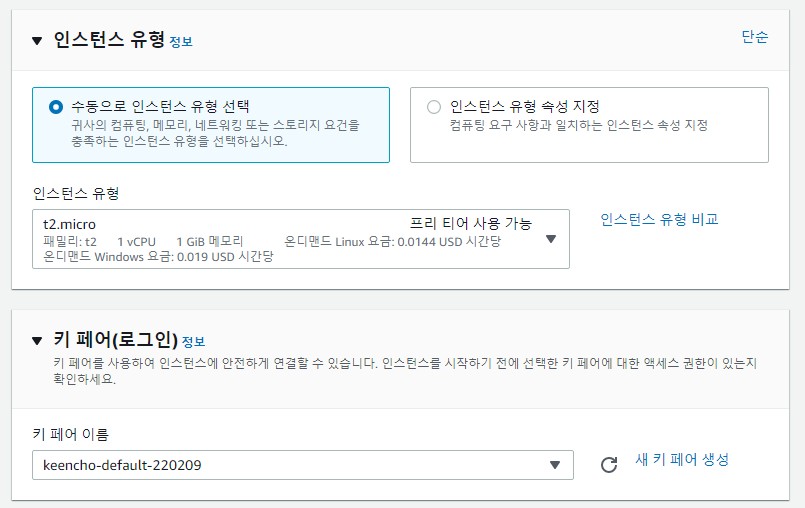 인스턴스 유형 정보
단순
수동으로 인스턴스 유형 선택
귀사의 컴퓨팅, 메모리, 네트워킹 또는 스토리지 요건을
충족하는 인스턴스 유형을 선택하십시오.
인스턴스 유형 속성 지정
컴퓨팅 요구 사항과 일치하는 인스턴스 속성 지정
인스턴스 유형
t2.micro 프리 티어 사용 가능
패밀리: t2 1 vCPU 1 GiB 메모리 온디맨드 Linux 요금: 0.0144 USD 시간당
온디맨드 Windows 요금: 0.019 USD 시간당
인스턴스 유형 비교
키 페어(로그인) 정보
키 페어를 사용하여 인스턴스에 안전하게 연결할 수 있습니다. 인스턴스를 시작하기 전에 선택한 키 페어에 대한 액세스 권한이 있는지
확인하세요.
키 페어 이름
keencho-default-220209
새 키 페어 생성